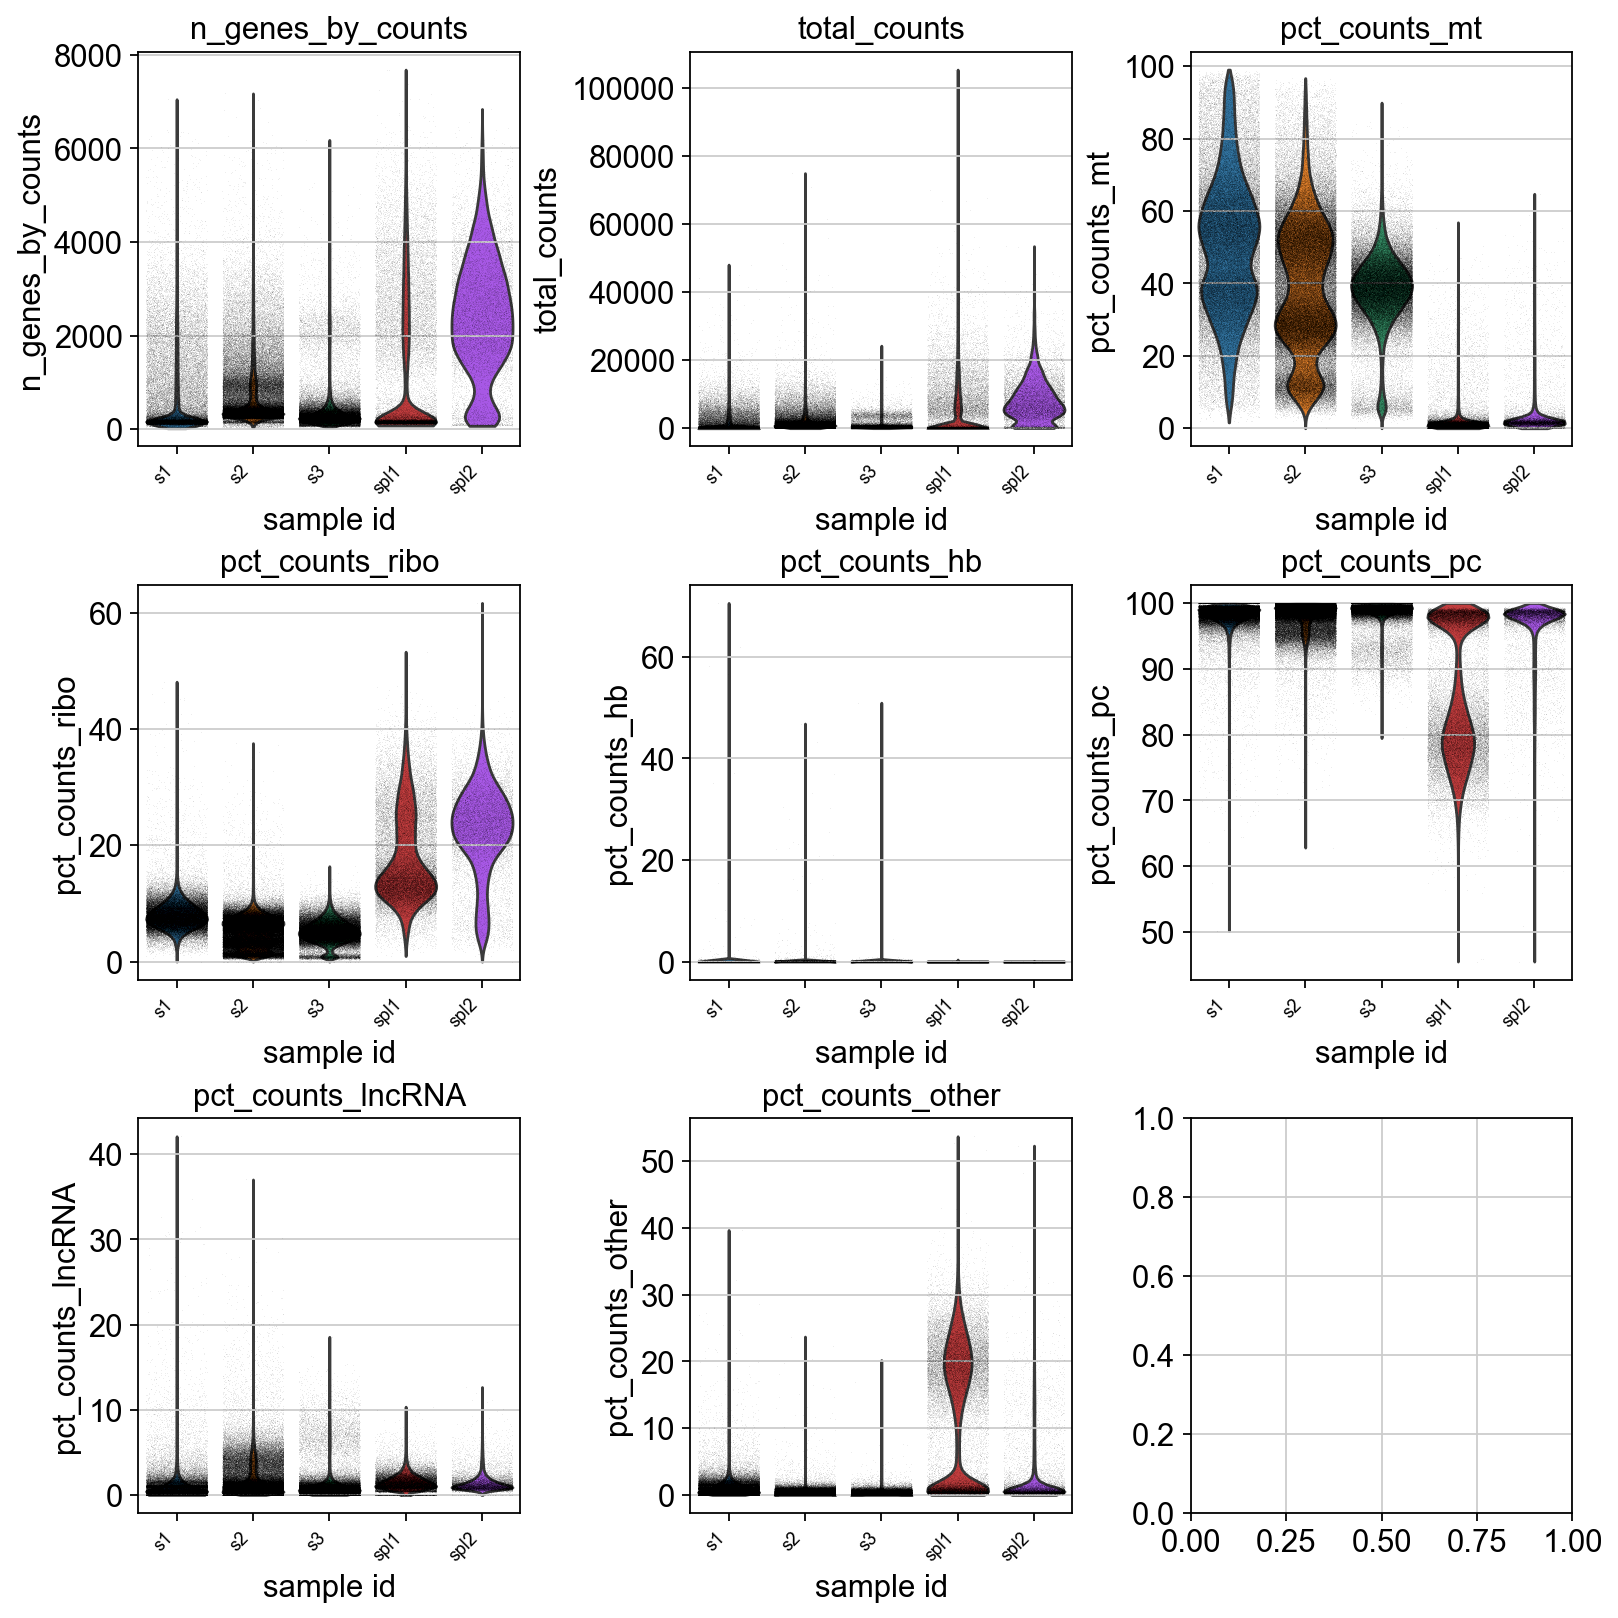 n_genes_by_counts
n_genes_by_counts
8000
6000
4000
2000
0
s1 s2 s3 spl1 spl2
sample id
total_counts
total_counts
100000
80000
60000
40000
20000
0
s1 s2 s3 spl1 spl2
sample id
pct_counts_mt
pct_counts_mt
100
80
60
40
20
0
s1 s2 s3 spl1 spl2
sample id
pct_counts_ribo
pct_counts_ribo
60
40
20
0
s1 s2 s3 spl1 spl2
sample id
pct_counts_hb
pct_counts_hb
60
40
20
0
s1 s2 s3 spl1 spl2
sample id
pct_counts_pc
pct_counts_pc
100
90
80
70
60
50
s1 s2 s3 spl1 spl2
sample id
pct_counts_lncRNA
pct_counts_lncRNA
40
30
20
10
0
s1 s2 s3 spl1 spl2
sample id
pct_counts_other
pct_counts_other
50
40
30
20
10
0
s1 s2 s3 spl1 spl2
sample id
1.0
0.8
0.6
0.4
0.2
0.0
0.00 0.25 0.50 0.75 1.00